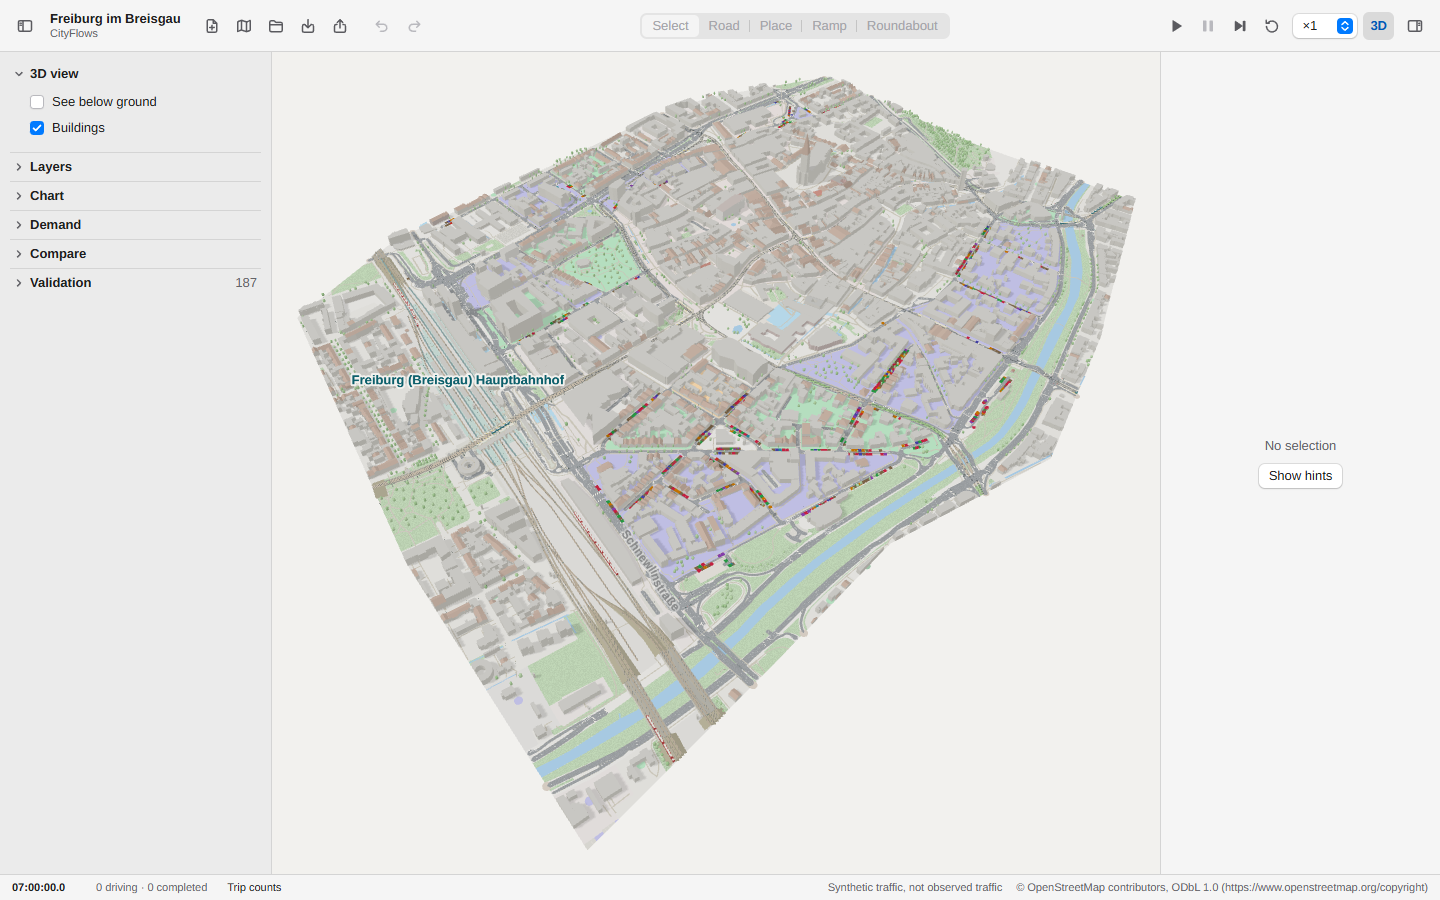 Freiburg im Breisgau
CityFlows
Select
Road
Place
Ramp
Roundabout
×1
3D
3D view
See below ground
Buildings
Layers
Chart
Demand
Compare
Validation
187
Freiburg (Breisgau) Hauptbahnhof
Schnewlinstraße
No selection
Show hints
07:00:00.0
0 driving · 0 completed
Trip counts
Synthetic traffic, not observed traffic
© OpenStreetMap contributors, ODbL 1.0 (https://www.openstreetmap.org/copyright)